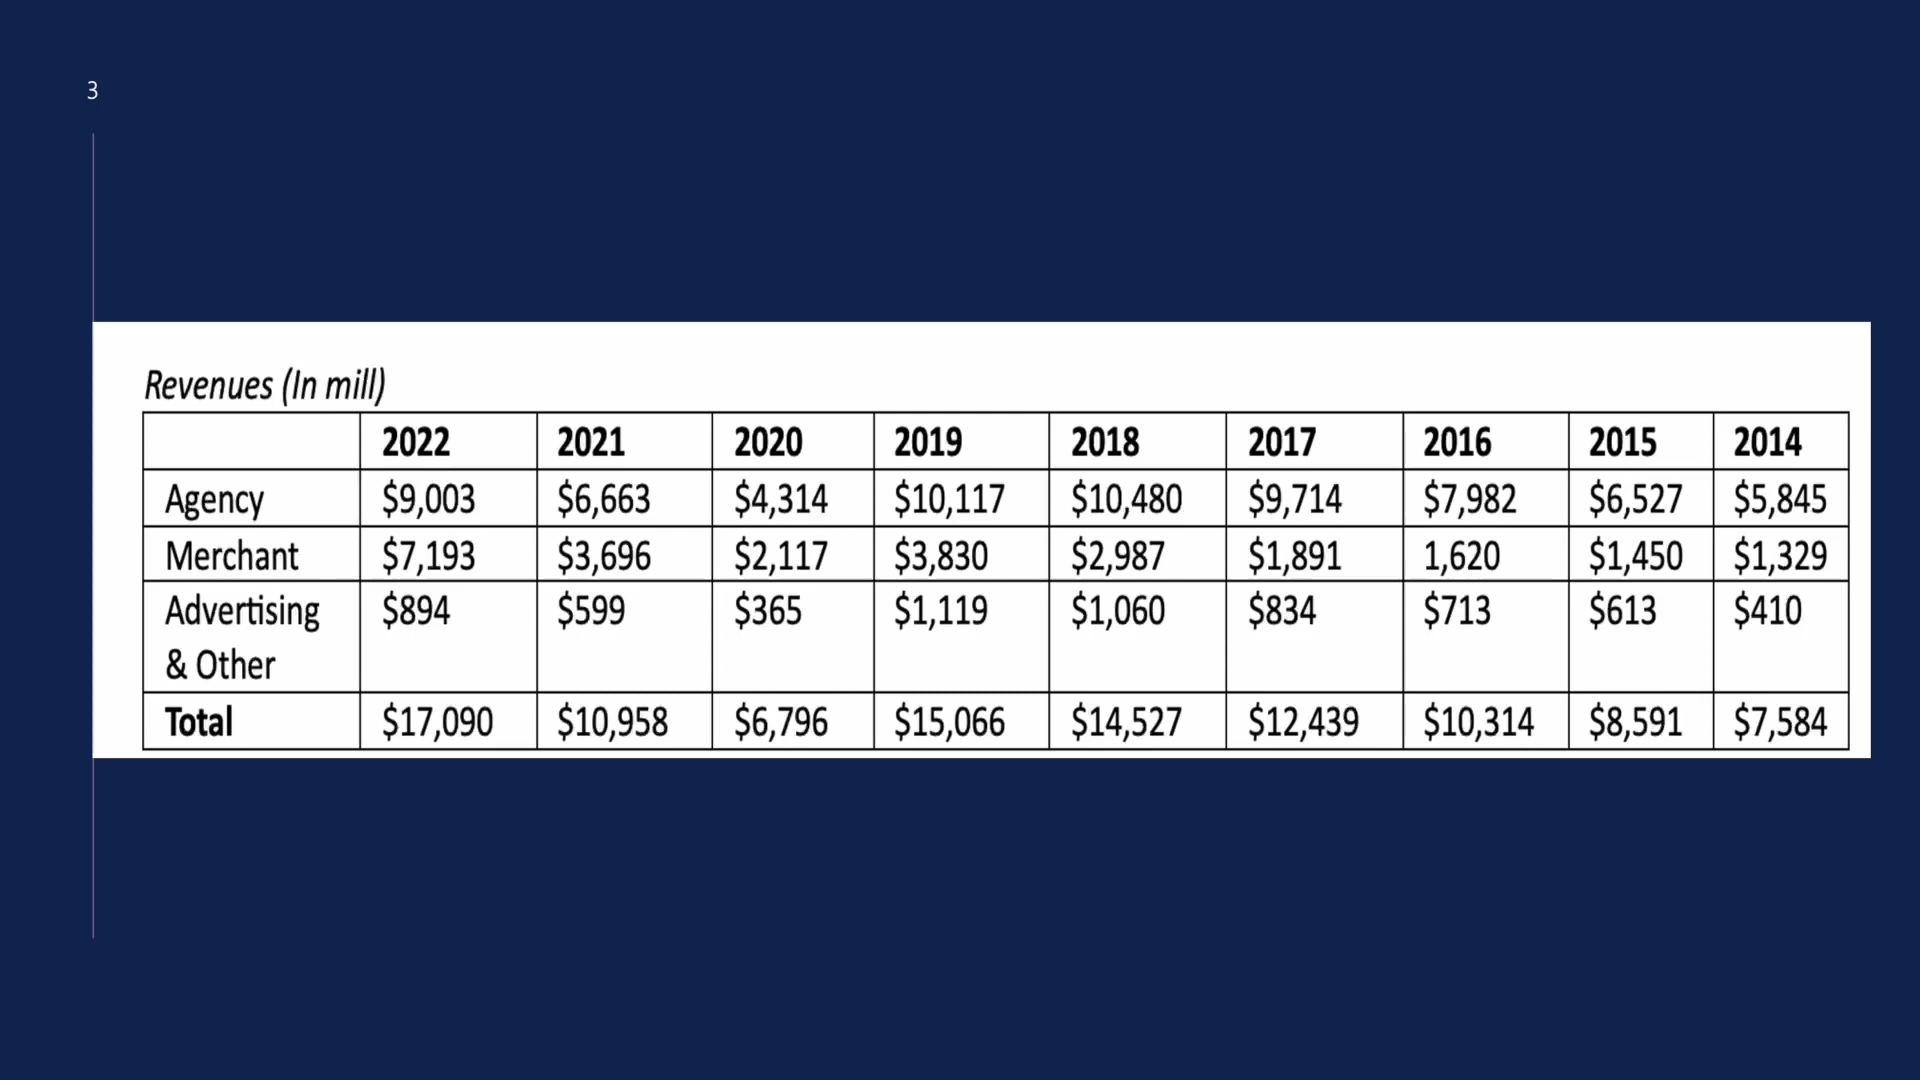 3
Revenues (In mill)
2022 2021 2020 2019 2018 2017 2016 2015 2014
Agency $9,003 $6,663 $4,314 $10,117 $10,480 $9,714 $7,982 $6,527 $5,845
Merchant $7,193 $3,696 $2,117 $3,830 $2,987 $1,891 1,620 $1,450 $1,329
Advertising $894 $599 $365 $1,119 $1,060 $834 $713 $613 $410
& Other
Total $17,090 $10,958 $6,796 $15,066 $14,527 $12,439 $10,314 $8,591 $7,584